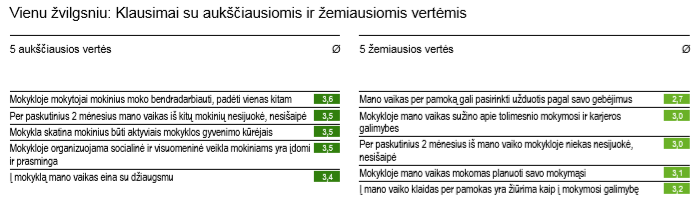 Vienu žvilgsniu: Klausimai su aukščiausiomis ir žemiausiomis vertėmis
5 aukščiausios vertės Ø
Mokykloje mokytojai mokinius moko bendradarbiauti, padėti vienas kitam 3,6
Per paskutinius 2 mėnesius mano vaikas iš kitų mokinių nesijuokė, nesišaipė 3,5
Mokykla skatina mokinius būti aktyviais mokyklos gyvenimo kūrėjais 3,5
Mokykloje organizuojama socialinė ir visuomeninė veikla mokiniams yra įdomi 3,5
ir prasminga
Į mokyklą mano vaikas eina su džiaugsmu 3,4
5 žemiausios vertės Ø
Mano vaikas per pamoką gali pasirinkti užduotis pagal savo gebėjimus 2,7
Mokykloje mano vaikas sužino apie tolimesnio mokymosi ir karjeros 3,0
galimybes
Per paskutinius 2 mėnesius iš mano vaiko mokykloje niekas nesijuokė, 3,0
nesišaipė
Mokykloje mano vaikas mokomas planuoti savo mokymąsi 3,1
Į mano vaiko klaidas per pamokas yra žiūrima kaip į mokymosi galimybę 3,2